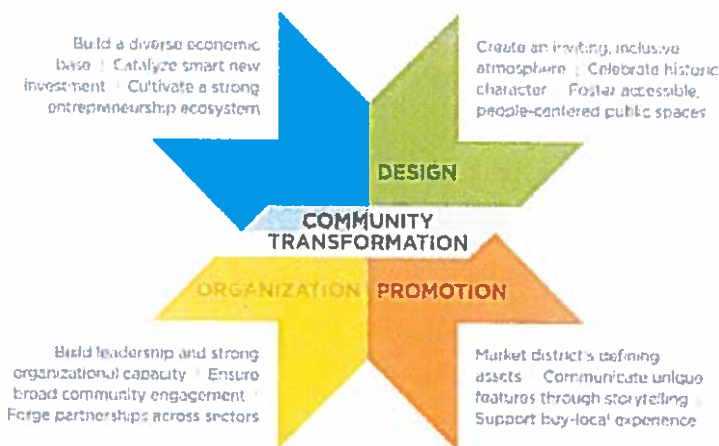 Build a diverse economic
base | Catalyze smart new
investment | Cultivate a strong
entrepreneurship ecosystem
Create an inviting, inclusive
atmosphere | Celebrate historic
character | Foster accessible,
people-centered public spaces
DESIGN
COMMUNITY
TRANSFORMATION
ORGANIZATION
PROMOTION
Build leadership and strong
organizational capacity | Ensure
broad community engagement |
Forge partnerships across sectors
Market district's defining
assets | Communicate unique
features through storytelling |
Support buy-local experience